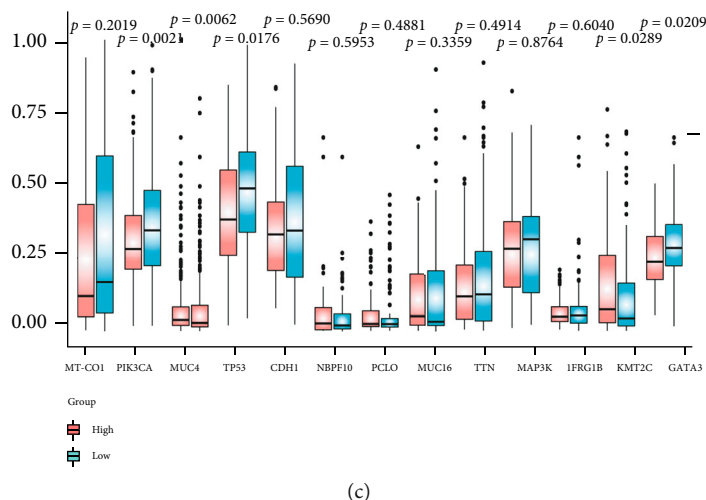 p = 0.2019 p = 0.0062 p = 0.5690 p = 0.4881 p = 0.4914 p = 0.6040 p = 0.0209
p = 0.0021 p = 0.0176 p = 0.5953 p = 0.3359 p = 0.8764 p = 0.0289
1.00
0.75
0.50
0.25
0.00
MT-CO1 PIK3CA MUC4 TP53 CDH1 NBPF10 PCLO MUC16 TTN MAP3K 1FRG1B KMT2C GATA3
Group
High
Low
(c)